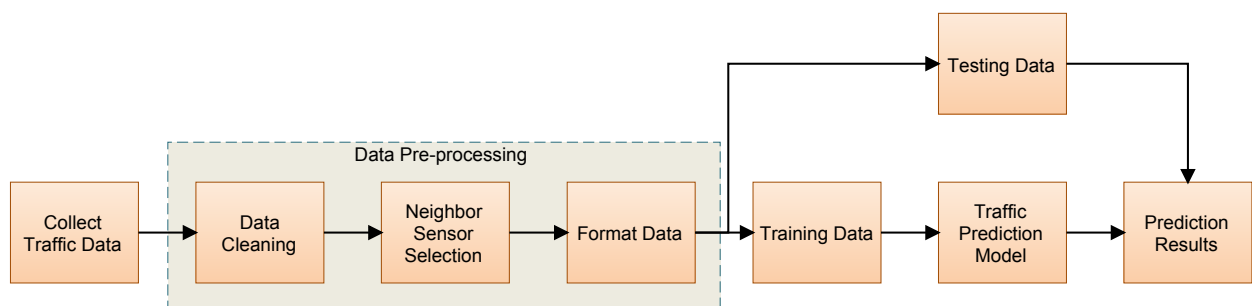 Testing Data
Data Pre-processing
Collect
Traffic Data
Data
Cleaning
Neighbor
Sensor
Selection
Format Data
Training Data
Traffic
Prediction
Model
Prediction
Results